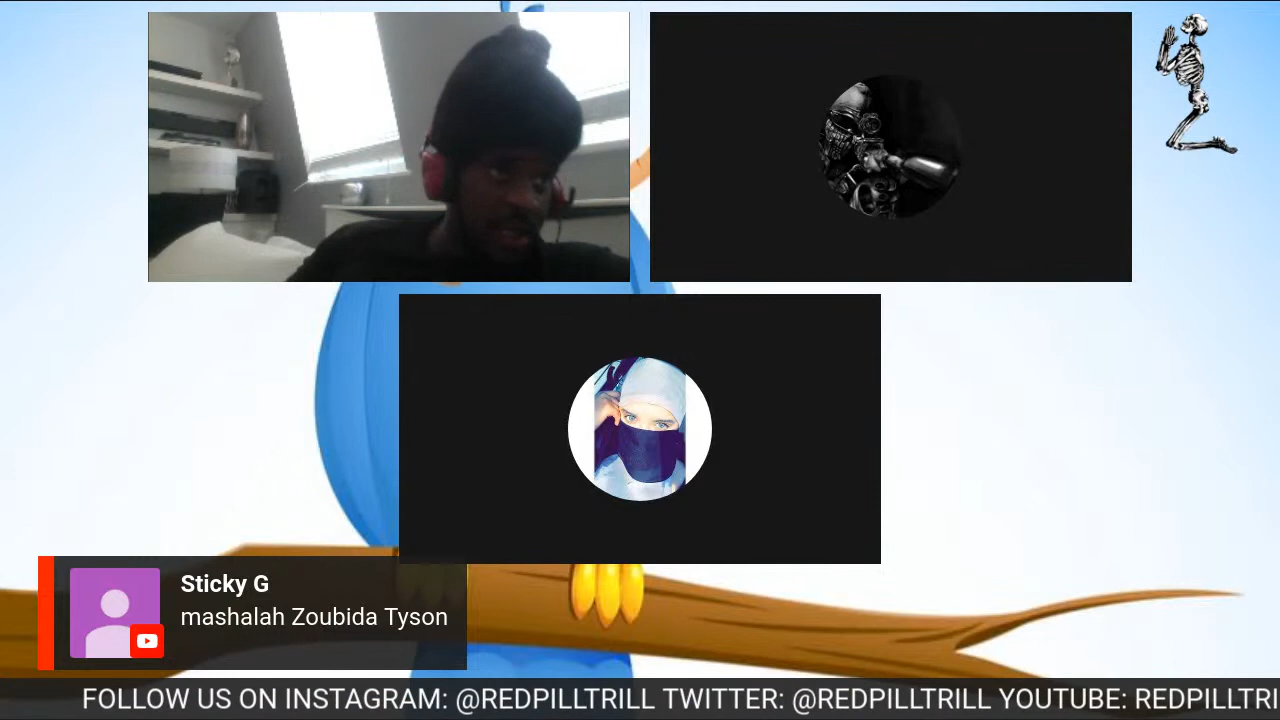 Sticky G
mashalah Zoubida Tyson
FOLLOW US ON INSTAGRAM: @REDPILLTRILL TWITTER: @REDPILLTRILL YOUTUBE: REDPILLTRI